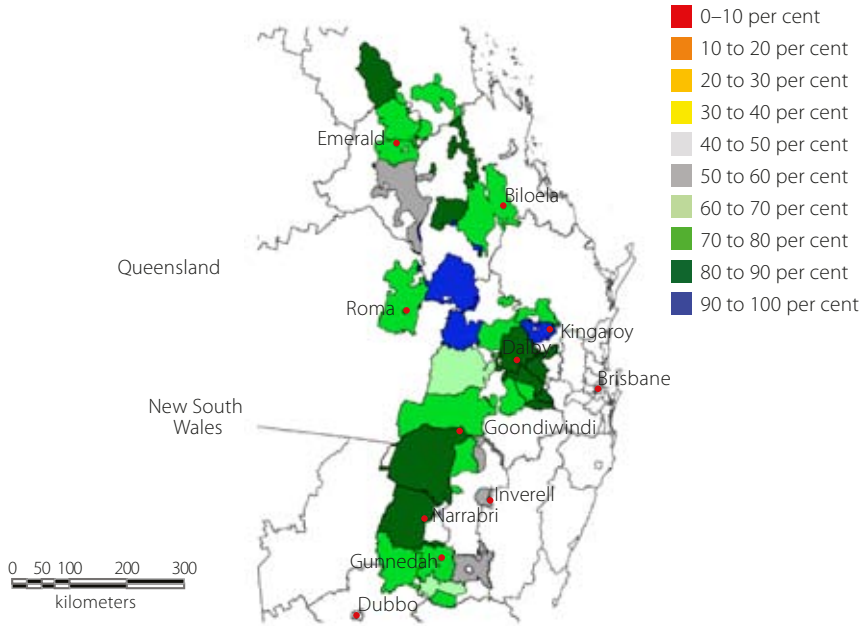 0–10 per cent
10 to 20 per cent
20 to 30 per cent
30 to 40 per cent
40 to 50 per cent
50 to 60 per cent
60 to 70 per cent
70 to 80 per cent
80 to 90 per cent
90 to 100 per cent
Emerald
Biloela
Queensland
Roma
Kingaroy
Dalby
Brisbane
New South
Wales
Goondiwindi
Inverell
Narrabri
Gunnedah
0 50 100 200 300
kilometers
Dubbo